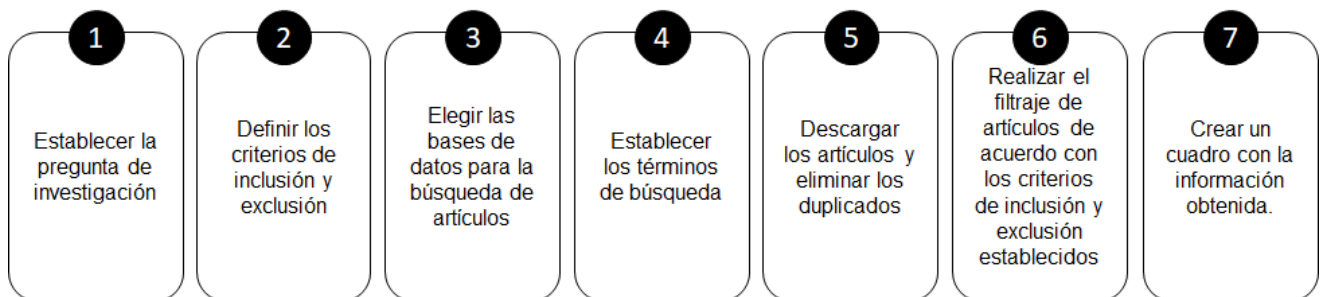 1
Establecer la
pregunta de
investigación
2
Definir los
criterios de
inclusión y
exclusión
3
Elegir las
bases de
datos para la
búsqueda de
artículos
4
Establecer
los términos
de búsqueda
5
Descargar
los artículos y
eliminar los
duplicados
6
Realizar el
filtraje de
artículos de
acuerdo con
los criterios
de inclusión y
exclusión
establecidos
7
Crear un
cuadro con la
información
obtenida.